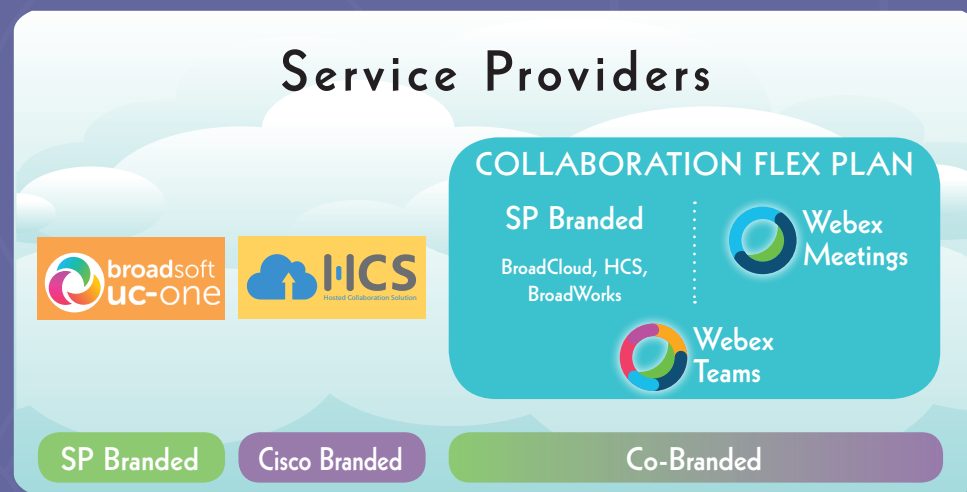 Service Providers
COLLABORATION FLEX PLAN
SP Branded
BroadCloud, HCS,
BroadWorks
Webex
Meetings
Webex
Teams
broadsoft
uc-one
HCS
Hosted Collaboration Solution
SP Branded
Cisco Branded
Co-Branded